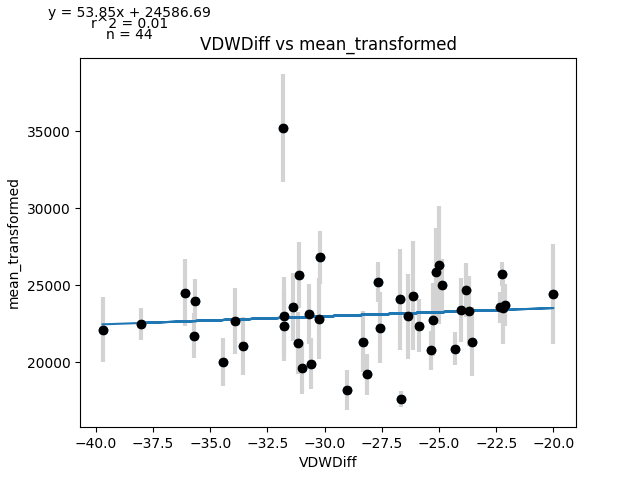 y = 53.85x + 24586.69
r^2 = 0.01
n = 44
VDWDiff vs mean_transformed
mean_transformed
35000
30000
25000
20000
−40.0 −37.5 −35.0 −32.5 −30.0 −27.5 −25.0 −22.5 −20.0
VDWDiff